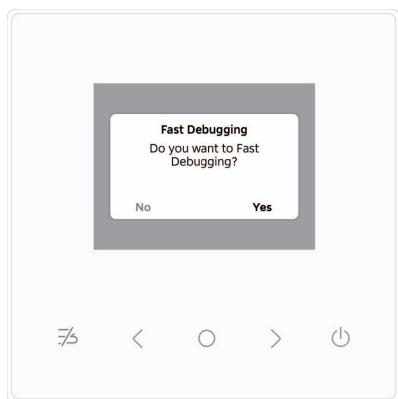 Fast Debugging
Do you want to Fast
Debugging?
No
Yes